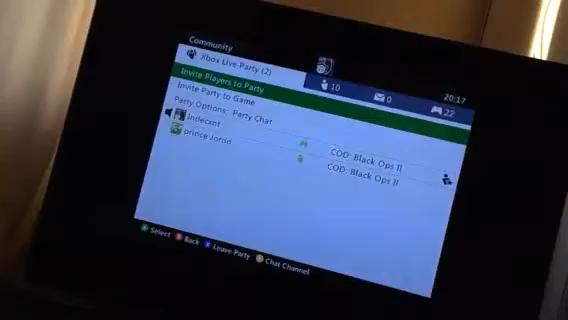 Community
Xbox Live Party (2)
10
0
20:17
22
Invite Players to Party
Invite Party to Game
Party Options: Party Chat
Indecxnt
COD: Black Ops II
prince Jorod
COD: Black Ops II
A Select B Back X Leave Party Y Chat Channel